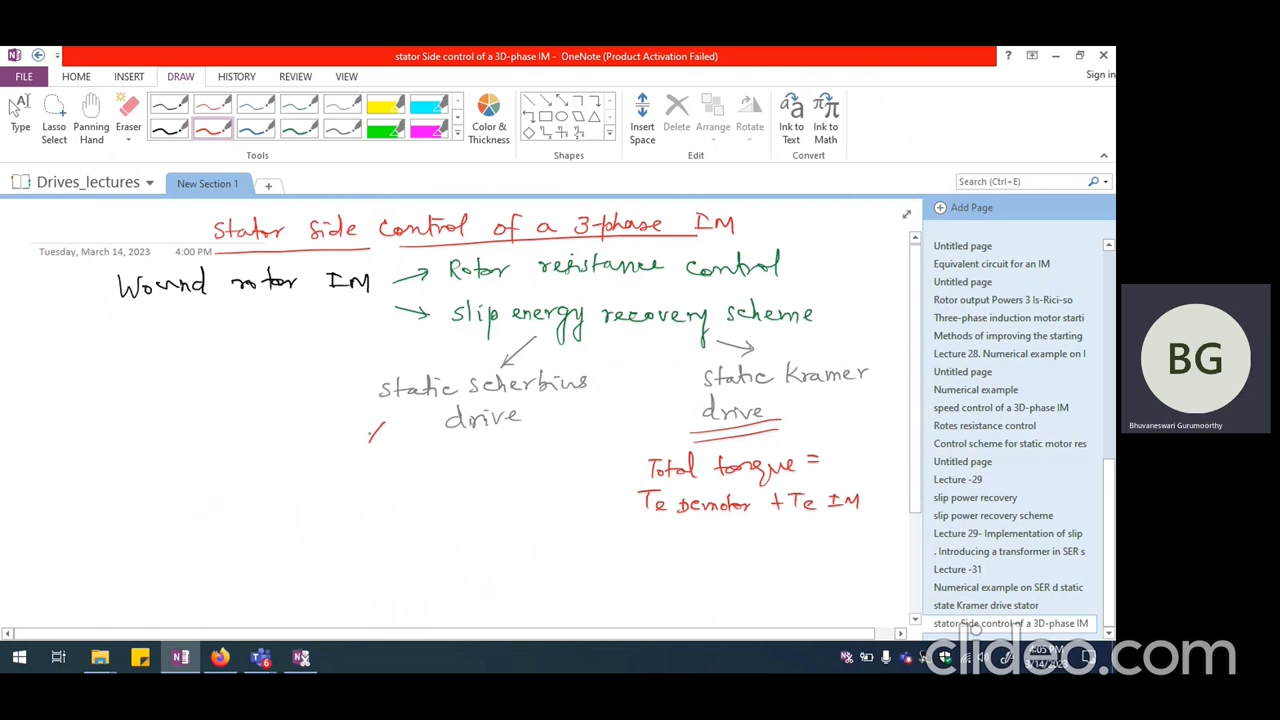 stator Side control of a 3D-phase IM - OneNote (Product Activation Failed)
FILE HOME INSERT DRAW HISTORY REVIEW VIEW Sign in
Type Lasso Select Panning Hand Eraser Color & Thickness Insert Space Delete Arrange Rotate Ink to Text Ink to Math
Tools Shapes Edit Convert
Drives_lectures New Section 1 Search (Ctrl+E)
Add Page
stator side control of a 3-phase IM
Tuesday, March 14, 2023 4:00 PM
Wound rotor IM → Rotor resistance control
→ slip energy recovery scheme
static scherbius static Kramer
drive drive
Total torque =
Te DC motor + Te IM
Untitled page
Equivalent circuit for an IM
Untitled page
Rotor output Powers 3 Is-Rici-so
Three-phase induction motor starti
Methods of improving the starting
Lecture 28. Numerical example on I
Untitled page
Numerical example
speed control of a 3D-phase IM
Rotes resistance control
Control scheme for static motor res
Untitled page
Lecture -29
slip power recovery
slip power recovery scheme
Lecture 29- Implementation of slip
. Introducing a transformer in SER s
Lecture -31
Numerical example on SER d static
state Kramer drive stator
stator Side control of a 3D-phase IM
BG
Bhuvaneswari Gurumoorthy
4:05 PM
3/14/2023
clideo.com